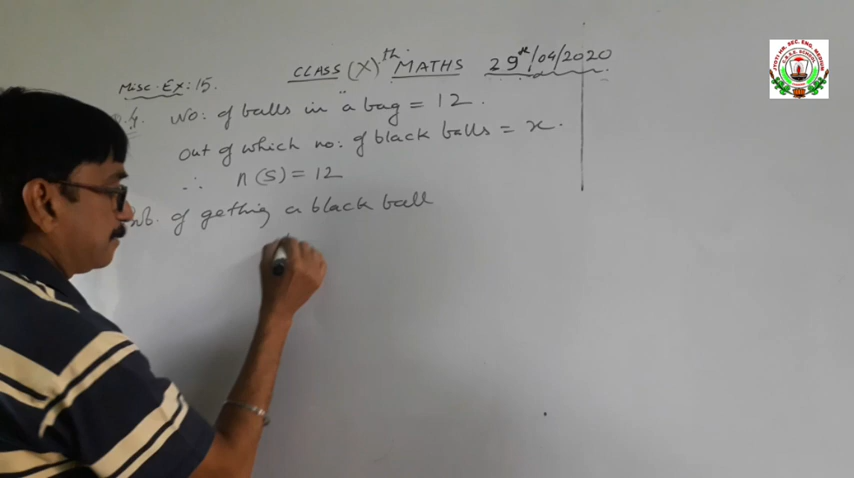 CLASS (X)th MATHS 29th/04/2020
Misc. Ex: 15.
No: of balls in a bag = 12.
out of which no: of black balls = x.
∴ n(S) = 12
of getting a black ball